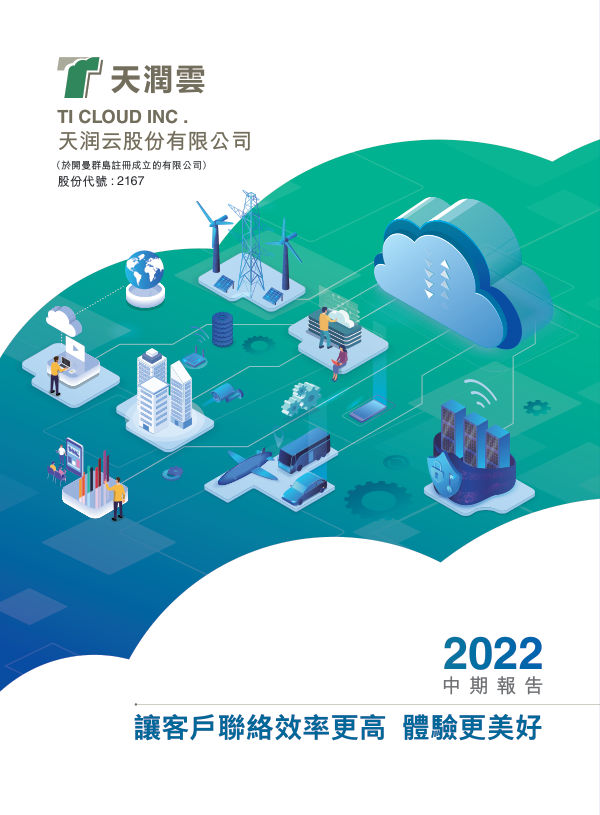 天潤雲
TI CLOUD INC .
天润云股份有限公司
（於開曼群島註冊成立的有限公司）
股份代號 : 2167
2022
中期報告
讓客戶聯絡效率更高 體驗更美好